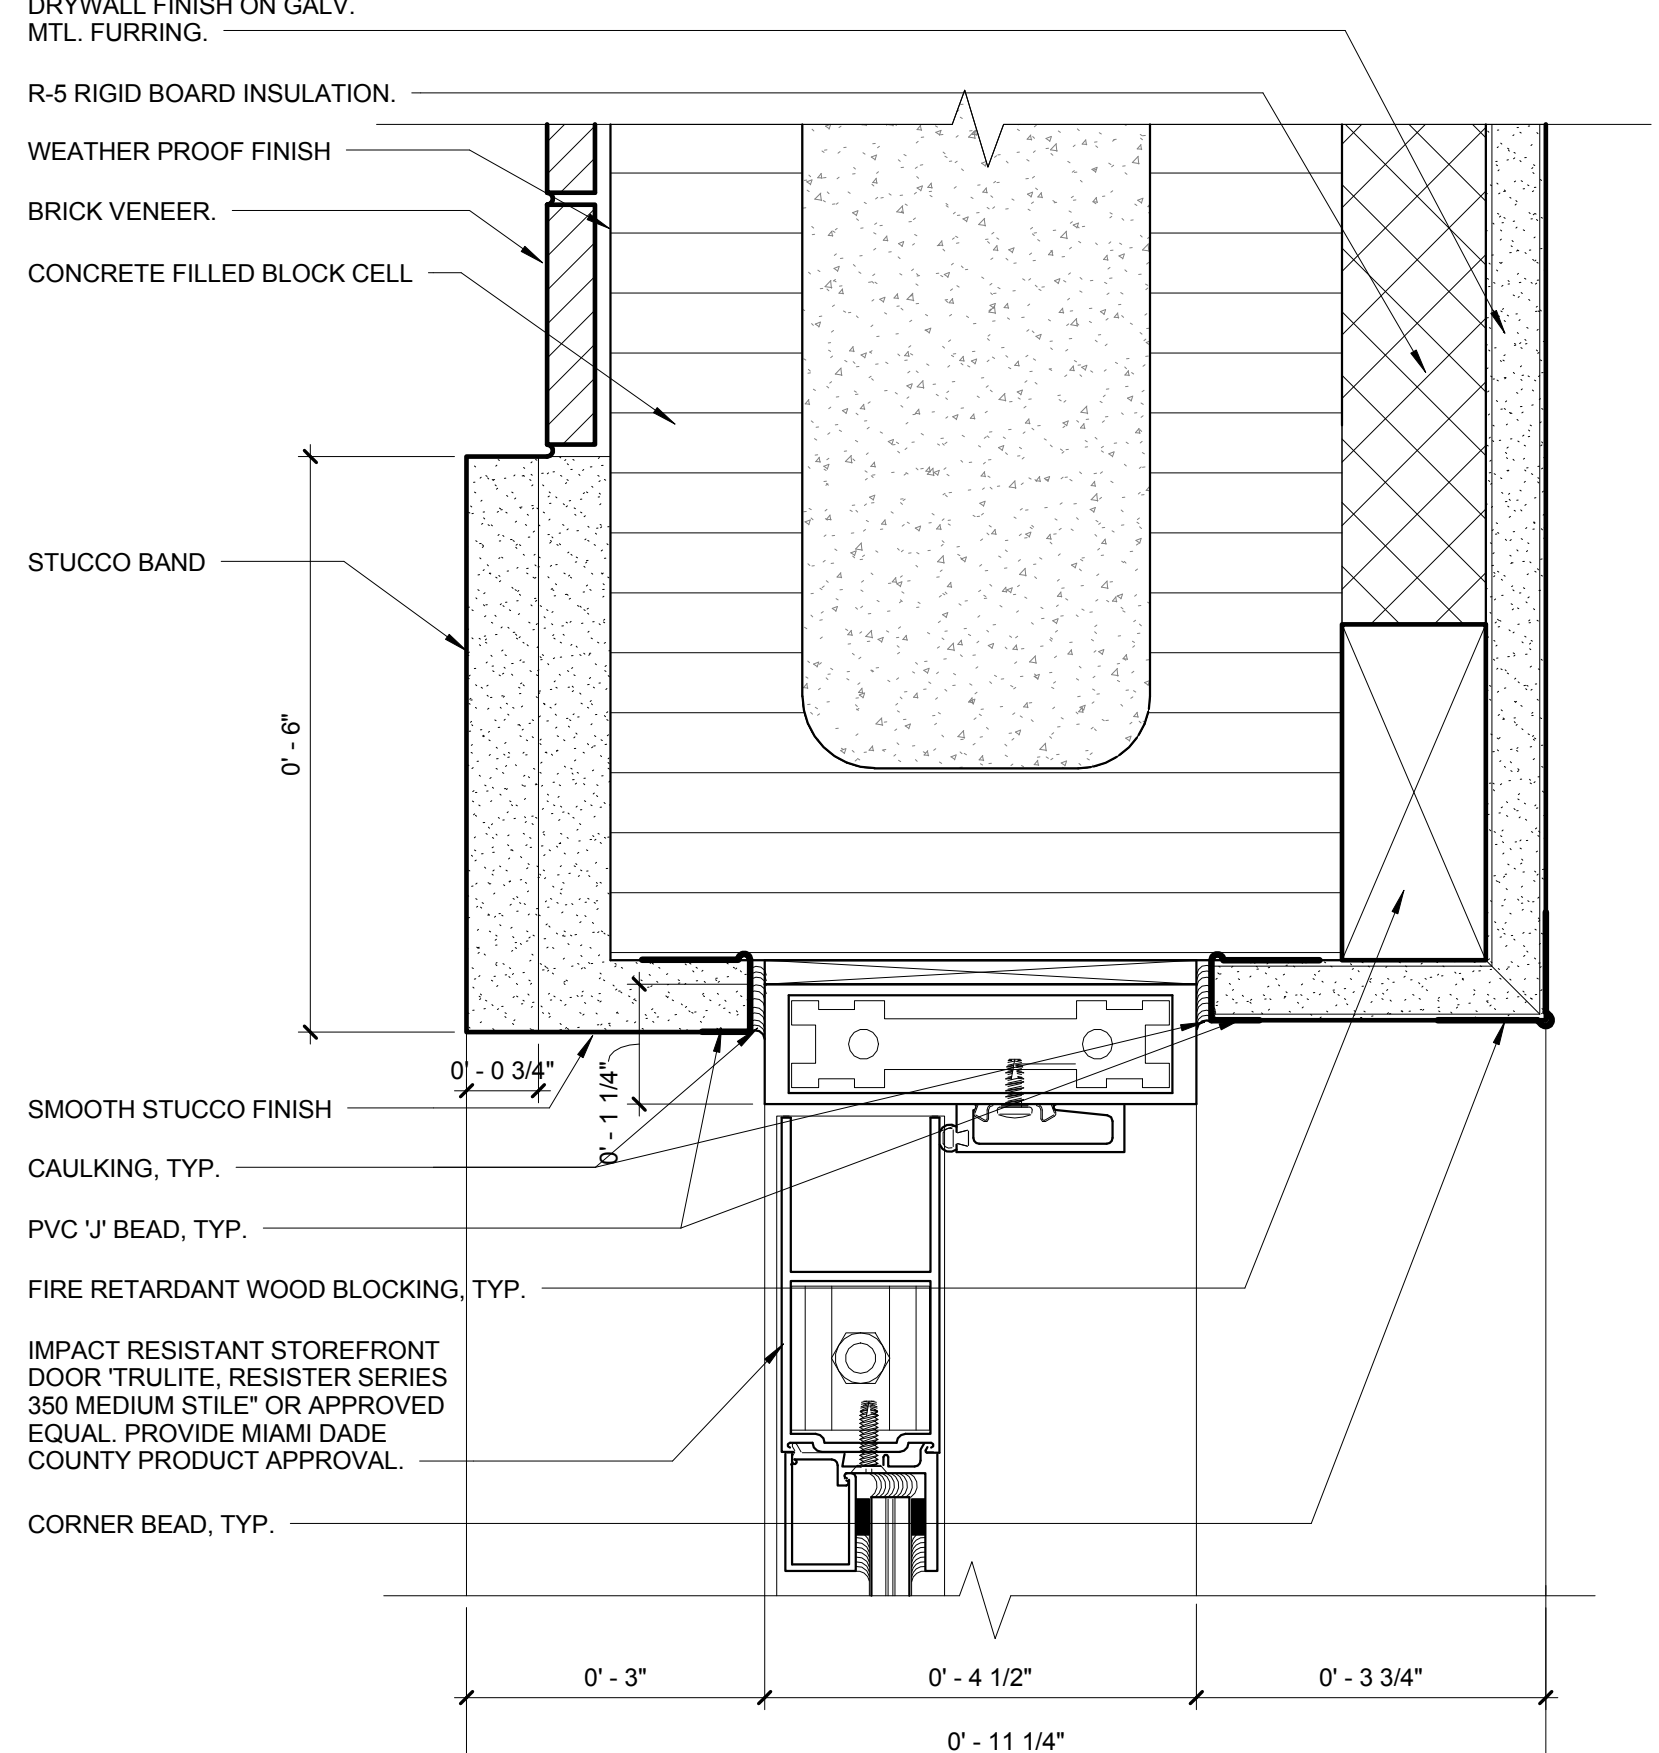 DRYWALL FINISH ON GALV.
MTL. FURRING.
R-5 RIGID BOARD INSULATION.
WEATHER PROOF FINISH
BRICK VENEER.
CONCRETE FILLED BLOCK CELL
STUCCO BAND
0' - 6"
0' - 0 3/4"
0' - 1 1/4"
SMOOTH STUCCO FINISH
CAULKING, TYP.
PVC 'J' BEAD, TYP.
FIRE RETARDANT WOOD BLOCKING, TYP.
IMPACT RESISTANT STOREFRONT
DOOR 'TRULITE, RESISTER SERIES
350 MEDIUM STILE" OR APPROVED
EQUAL. PROVIDE MIAMI DADE
COUNTY PRODUCT APPROVAL.
CORNER BEAD, TYP.
0' - 3"
0' - 4 1/2"
0' - 3 3/4"
0' - 11 1/4"